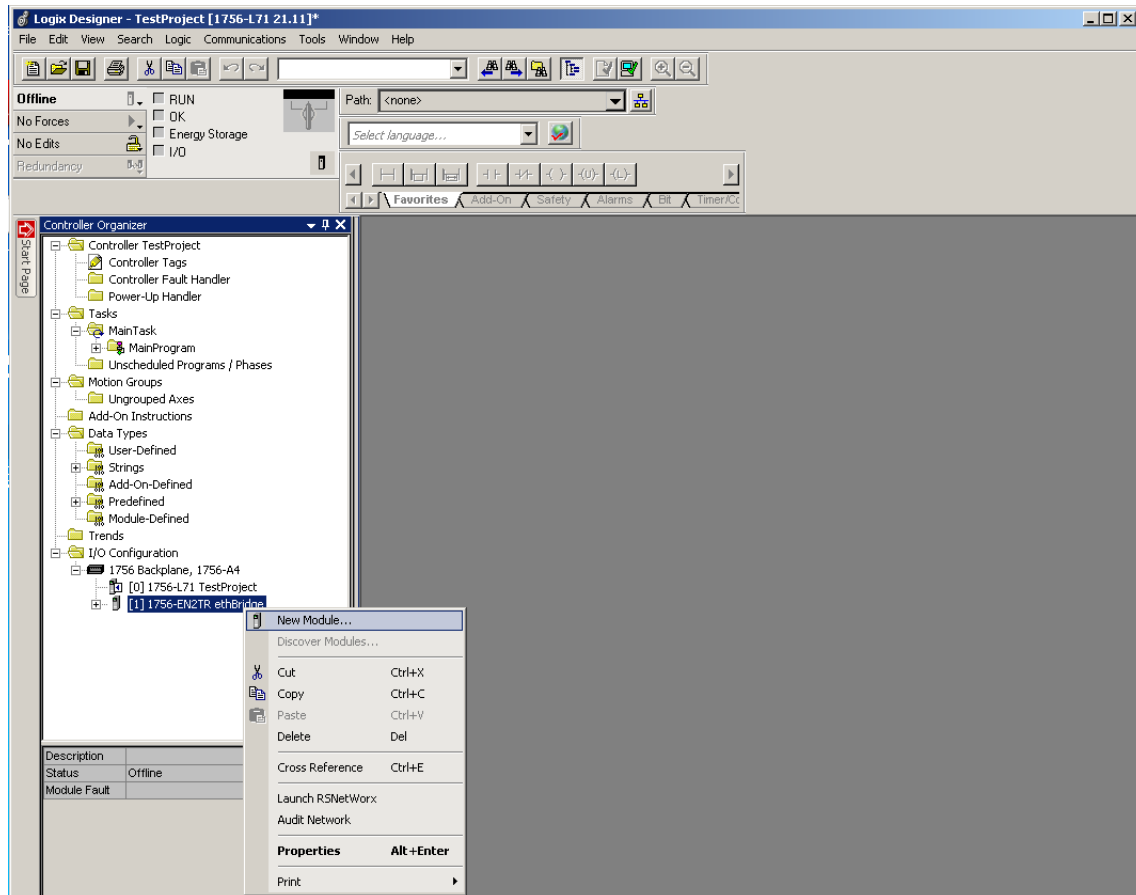 Logix Designer - TestProject [1756-L71 21.11]*
File Edit View Search Logic Communications Tools Window Help
Offline
RUN
No Forces
OK
No Edits
Energy Storage
Redundancy
I/O
Path: <none>
Select language...
Favorites Add-On Safety Alarms Bit Timer/Cc
Start Page
Controller Organizer
Controller TestProject
Controller Tags
Controller Fault Handler
Power-Up Handler
Tasks
MainTask
MainProgram
Unscheduled Programs / Phases
Motion Groups
Ungrouped Axes
Add-On Instructions
Data Types
User-Defined
Strings
Add-On-Defined
Predefined
Module-Defined
Trends
I/O Configuration
1756 Backplane, 1756-A4
[0] 1756-L71 TestProject
[1] 1756-EN2TR ethBridge
New Module...
Discover Modules...
Cut Ctrl+X
Copy Ctrl+C
Paste Ctrl+V
Delete Del
Cross Reference Ctrl+E
Launch RSNetWorx
Audit Network
Properties Alt+Enter
Print
Description
Status Offline
Module Fault